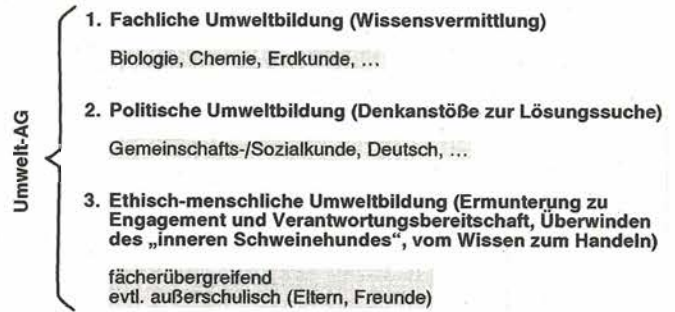 Umwelt-AG
1. Fachliche Umweltbildung (Wissensvermittlung)
Biologie, Chemie, Erdkunde, ...
2. Politische Umweltbildung (Denkanstöße zur Lösungssuche)
Gemeinschafts-/Sozialkunde, Deutsch, ...
3. Ethisch-menschliche Umweltbildung (Ermunterung zu
Engagement und Verantwortungsbereitschaft, Überwinden
des „inneren Schweinehundes“, vom Wissen zum Handeln)
fächerübergreifend
evtl. außerschulisch (Eltern, Freunde)